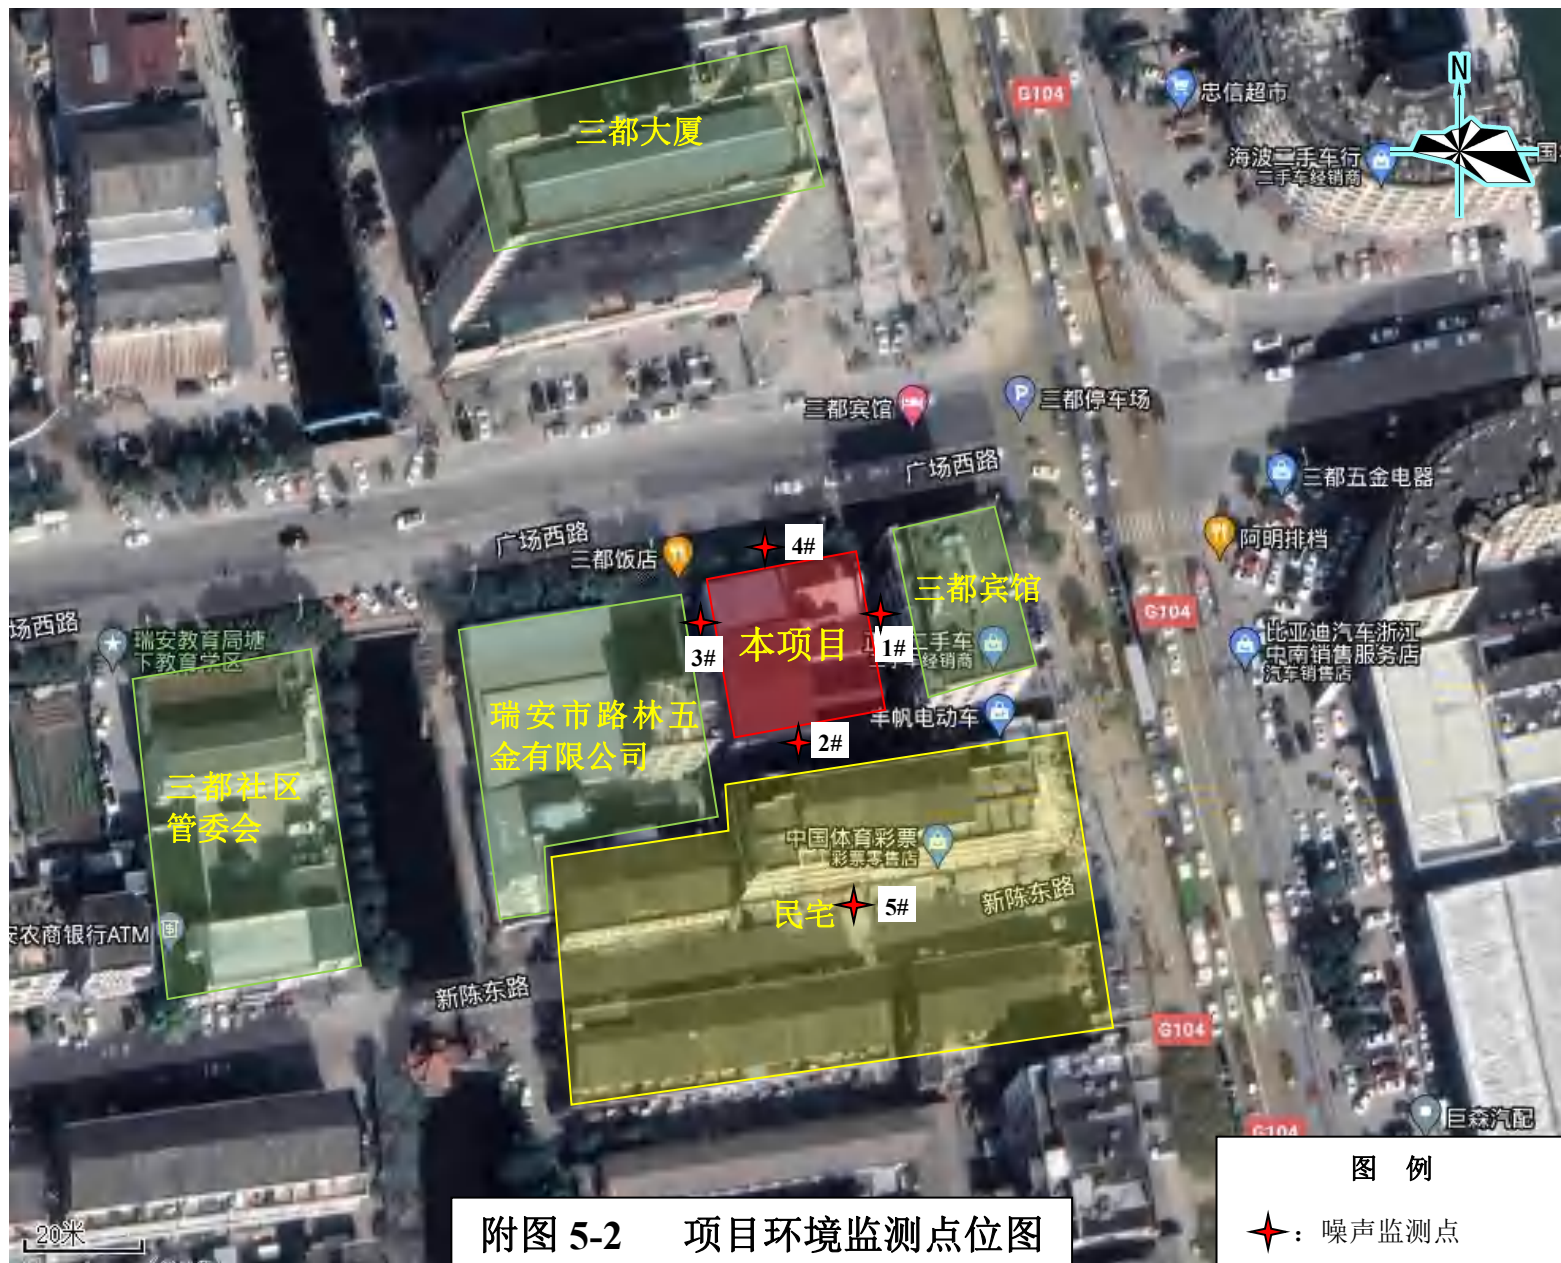 N
三都大厦
G104
忠信超市
海波二手车行
二手车经销商
国
三都宾馆
三都停车场
广场西路
三都五金电器
广场西路
三都饭店
4#
阿明排档
三都宾馆
G104
场西路
瑞安教育局塘
下教育学区
3#
本项目
1#
二手车
经销商
比亚迪汽车浙江
中南销售服务店
汽车销售店
瑞安市路林五
金有限公司
丰帆电动车
2#
三都社区
管委会
中国体育彩票
彩票零售店
民宅
5#
新陈东路
安农商银行ATM
新陈东路
G104
G104
巨森汽配
图 例
：噪声监测点
20米
附图 5-2 项目环境监测点位图